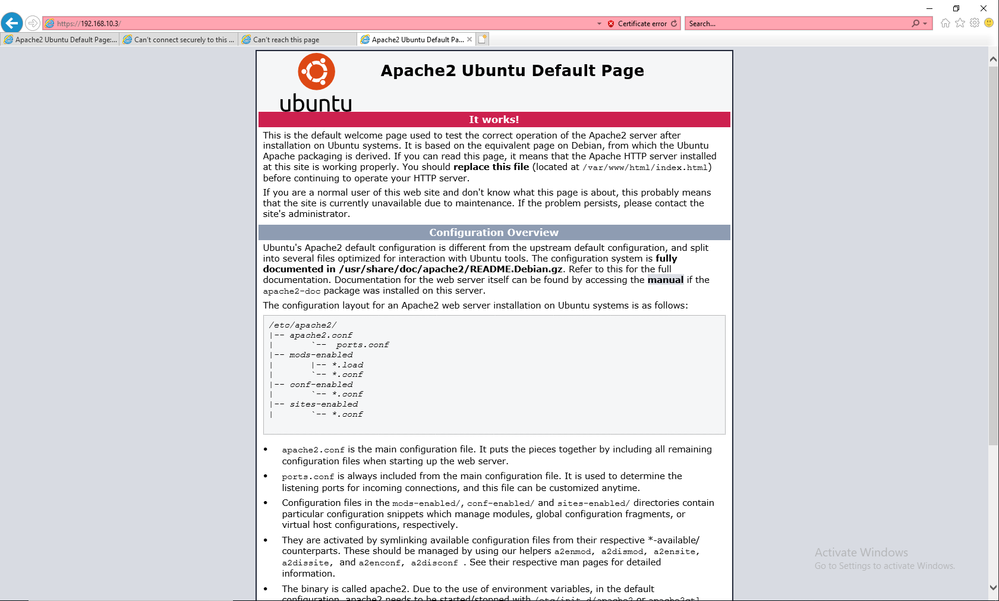 https://192.168.10.3/
Certificate error
Search...
Apache2 Ubuntu Default Page:...
Can't connect securely to this ...
Can't reach this page
Apache2 Ubuntu Default Pa...
ubuntu
Apache2 Ubuntu Default Page
It works!
This is the default welcome page used to test the correct operation of the Apache2 server after
installation on Ubuntu systems. It is based on the equivalent page on Debian, from which the Ubuntu
Apache packaging is derived. If you can read this page, it means that the Apache HTTP server installed
at this site is working properly. You should replace this file (located at /var/www/html/index.html)
before continuing to operate your HTTP server.
If you are a normal user of this web site and don't know what this page is about, this probably means
that the site is currently unavailable due to maintenance. If the problem persists, please contact the
site's administrator.
Configuration Overview
Ubuntu's Apache2 default configuration is different from the upstream default configuration, and split
into several files optimized for interaction with Ubuntu tools. The configuration system is fully
documented in /usr/share/doc/apache2/README.Debian.gz. Refer to this for the full
documentation. Documentation for the web server itself can be found by accessing the manual if the
apache2-doc package was installed on this server.
The configuration layout for an Apache2 web server installation on Ubuntu systems is as follows:
/etc/apache2/
|-- apache2.conf
|       `--  ports.conf
|-- mods-enabled
|       |-- *.load
|       `-- *.conf
|-- conf-enabled
|       `-- *.conf
|-- sites-enabled
|       `-- *.conf
• apache2.conf is the main configuration file. It puts the pieces together by including all remaining
configuration files when starting up the web server.
• ports.conf is always included from the main configuration file. It is used to determine the
listening ports for incoming connections, and this file can be customized anytime.
• Configuration files in the mods-enabled/, conf-enabled/ and sites-enabled/ directories contain
particular configuration snippets which manage modules, global configuration fragments, or
virtual host configurations, respectively.
• They are activated by symlinking available configuration files from their respective *-available/
counterparts. These should be managed by using our helpers a2enmod, a2dismod, a2ensite,
a2dissite, and a2enconf, a2disconf . See their respective man pages for detailed
information.
• The binary is called apache2. Due to the use of environment variables, in the default
configuration, apache2 needs to be started/stopped with /etc/init.d/apache2 or apache2ctl.
Activate Windows
Go to Settings to activate Windows.